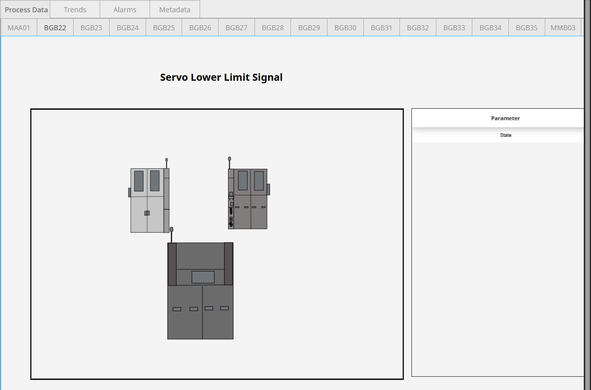 Process Data Trends Alarms Metadata
MAA01 BGB22 BGB23 BGB24 BGB25 BGB26 BGB27 BGB28 BGB29 BGB30 BGB31 BGB32 BGB33 BGB34 BGB35 MMB03
Servo Lower Limit Signal
Parameter
State